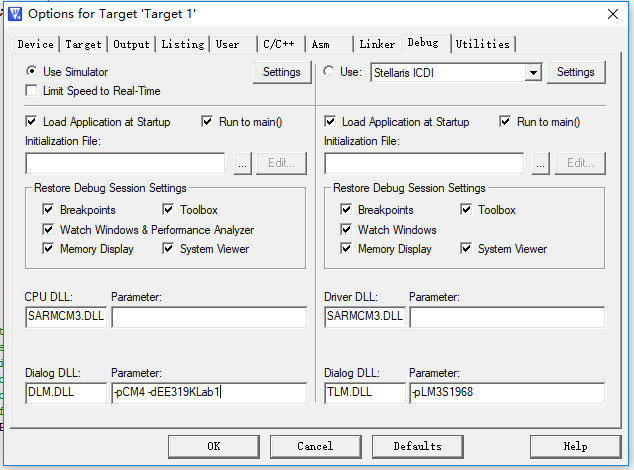 Options for Target 'Target 1'
Device Target Output Listing User C/C++ Asm Linker Debug Utilities
Use Simulator Settings
Limit Speed to Real-Time
Use: Stellaris ICDI Settings
Load Application at Startup Run to main()
Initialization File:
... Edit...
Restore Debug Session Settings
Breakpoints Toolbox
Watch Windows & Performance Analyzer
Memory Display System Viewer
CPU DLL: Parameter:
SARMCM3.DLL
Dialog DLL: Parameter:
DLM.DLL -pCM4 -dEE319KLab1
Load Application at Startup Run to main()
Initialization File:
... Edit...
Restore Debug Session Settings
Breakpoints Toolbox
Watch Windows
Memory Display System Viewer
Driver DLL: Parameter:
SARMCM3.DLL
Dialog DLL: Parameter:
TLM.DLL -pLM3S1968
OK Cancel Defaults Help